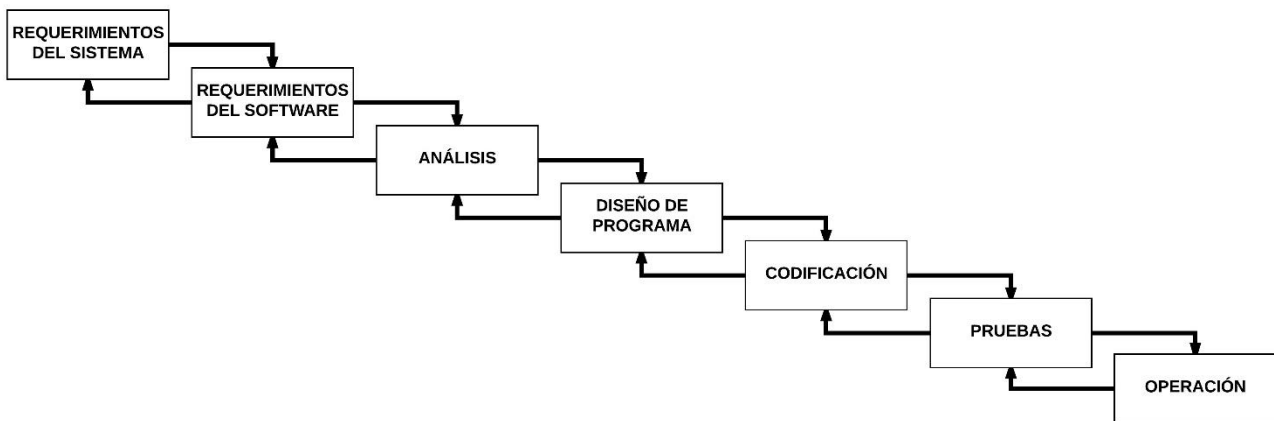 REQUERIMIENTOS
DEL SISTEMA
REQUERIMIENTOS
DEL SOFTWARE
ANÁLISIS
DISEÑO DE
PROGRAMA
CODIFICACIÓN
PRUEBAS
OPERACIÓN